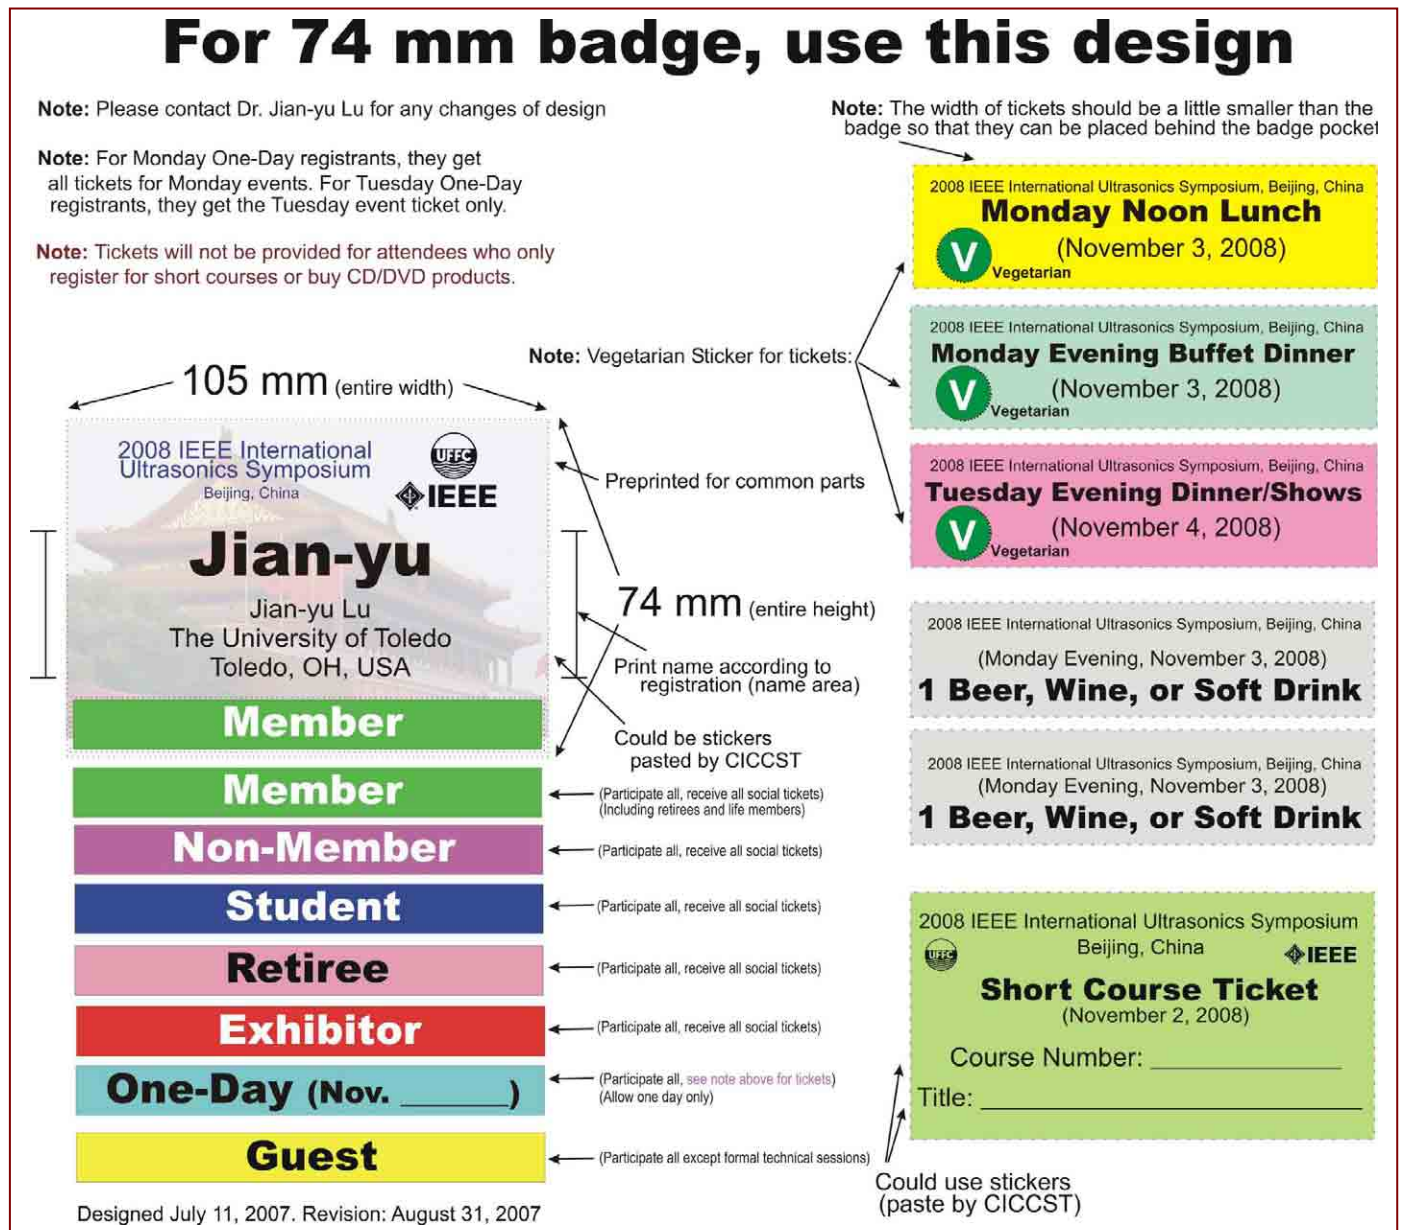 For 74 mm badge, use this design
Note: Please contact Dr. Jian-yu Lu for any changes of design
Note: For Monday One-Day registrants, they get
all tickets for Monday events. For Tuesday One-Day
registrants, they get the Tuesday event ticket only.
Note: Tickets will not be provided for attendees who only
register for short courses or buy CD/DVD products.
Note: The width of tickets should be a little smaller than the
badge so that they can be placed behind the badge pocket
2008 IEEE International Ultrasonics Symposium, Beijing, China
Monday Noon Lunch
(November 3, 2008)
V
Vegetarian
Note: Vegetarian Sticker for tickets:
2008 IEEE International Ultrasonics Symposium, Beijing, China
Monday Evening Buffet Dinner
(November 3, 2008)
V
Vegetarian
2008 IEEE International Ultrasonics Symposium, Beijing, China
Tuesday Evening Dinner/Shows
(November 4, 2008)
V
Vegetarian
105 mm (entire width)
2008 IEEE International
Ultrasonics Symposium
Beijing, China
UFFC
IEEE
Jian-yu
Jian-yu Lu
The University of Toledo
Toledo, OH, USA
Member
Preprinted for common parts
74 mm (entire height)
Print name according to
registration (name area)
Could be stickers
pasted by CICCST
2008 IEEE International Ultrasonics Symposium, Beijing, China
(Monday Evening, November 3, 2008)
1 Beer, Wine, or Soft Drink
2008 IEEE International Ultrasonics Symposium, Beijing, China
(Monday Evening, November 3, 2008)
1 Beer, Wine, or Soft Drink
Member
(Participate all, receive all social tickets)
(Including retirees and life members)
Non-Member
(Participate all, receive all social tickets)
Student
(Participate all, receive all social tickets)
Retiree
(Participate all, receive all social tickets)
Exhibitor
(Participate all, receive all social tickets)
One-Day (Nov. ______)
(Participate all, see note above for tickets)
(Allow one day only)
Guest
(Participate all except formal technical sessions)
2008 IEEE International Ultrasonics Symposium
Beijing, China
UFFC
IEEE
Short Course Ticket
(November 2, 2008)
Course Number: ______________
Title: ____________________________
Could use stickers
(paste by CICCST)
Designed July 11, 2007. Revision: August 31, 2007